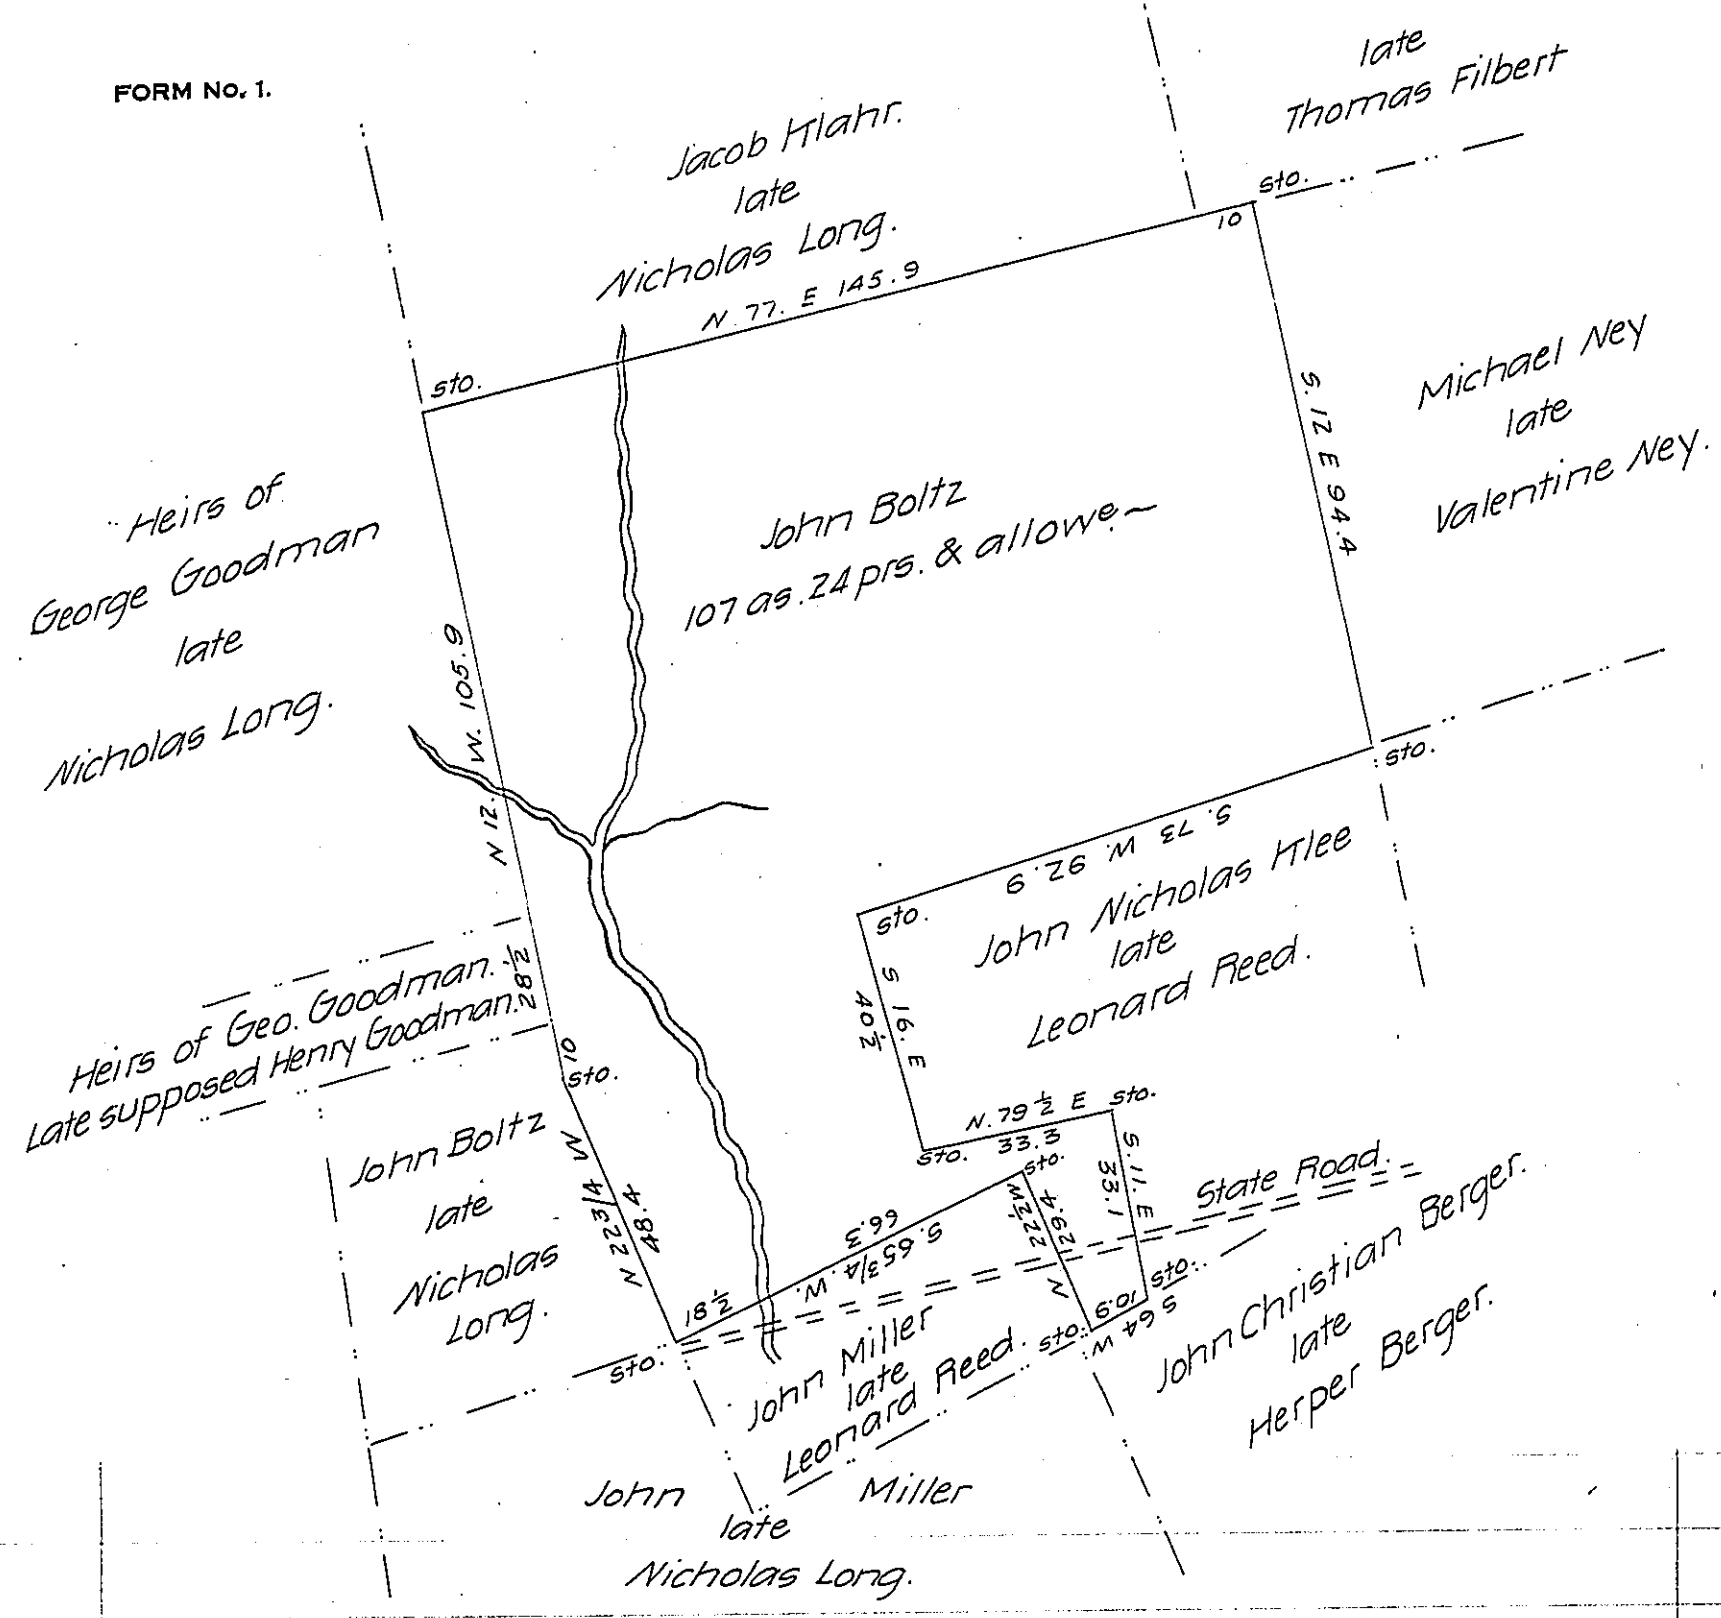 FORM No. 1.
late
Thomas Filbert
Jacob Klahr.
late
Nicholas Long.
sto.
10
N. 77. E 145.9
sto.
S. 12 E 94.4
Michael Ney
late
Valentine Ney.
Heirs of
George Goodman
late
Nicholas Long.
John Boltz
107 as. 24 prs. & allowe.
N 12. W. 105.9
sto.
S. 73 W. 92.9
sto.
John Nicholas Klee
late
Leonard Reed.
S 16. E
40½
Heirs of Geo. Goodman.
Late supposed Henry Goodman.
28½
10
sto.
N. 79½ E
33.3
sto.
sto.
sto.
S. 11. E
33.1
State Road.
John Boltz
late
Nicholas
Long.
N 22 3/4 W
48.4
66.3
S. 65 3/4 W.
18½
N 22½ W
29.4
sto.
10.9
S 64 W
sto.
sto.
John Miller
late
Leonard Reed.
John Christian Berger.
late
Herper Berger.
John Miller
late
Nicholas Long.